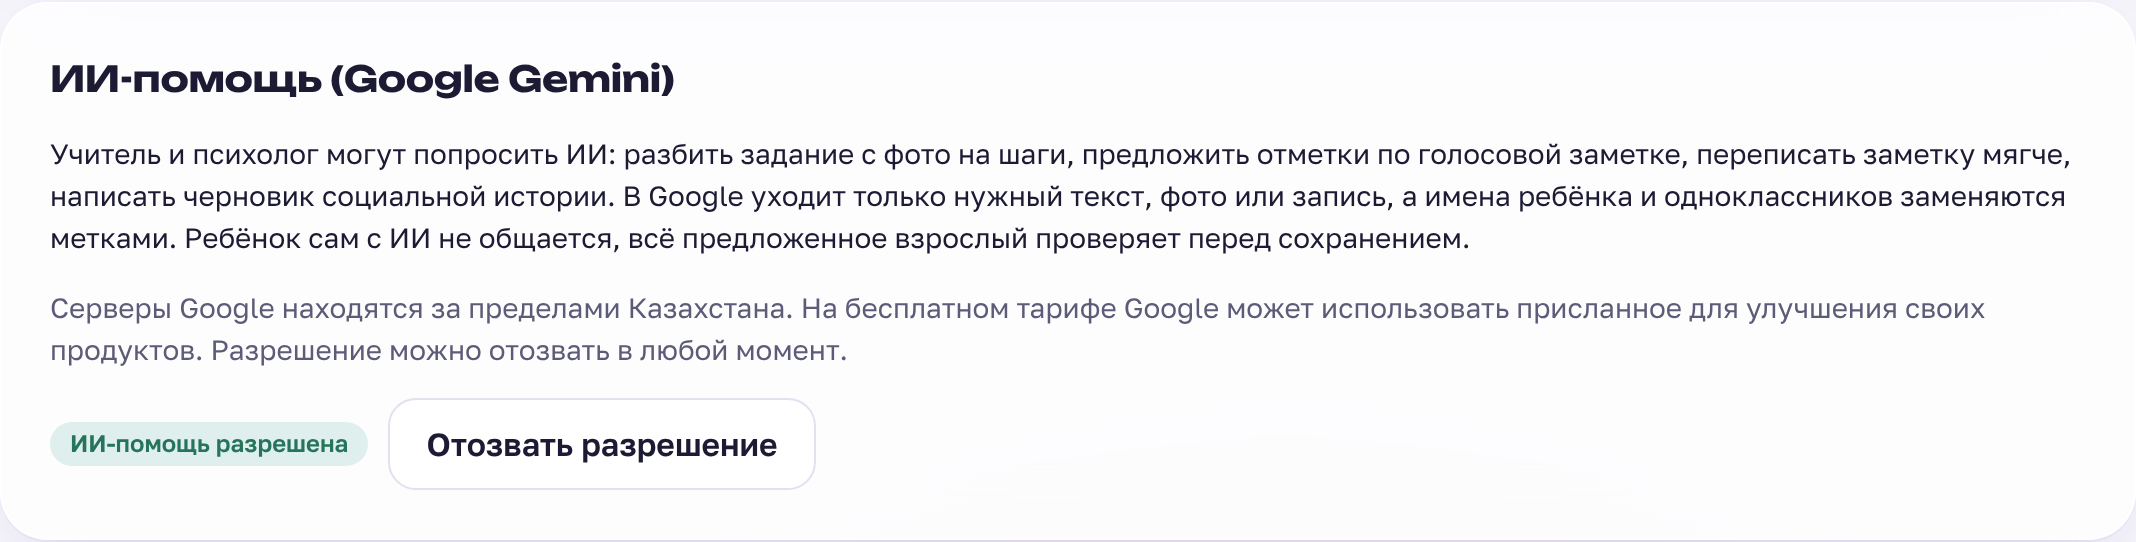 ИИ-помощь (Google Gemini)
Учитель и психолог могут попросить ИИ: разбить задание с фото на шаги, предложить отметки по голосовой заметке, переписать заметку мягче,
написать черновик социальной истории. В Google уходит только нужный текст, фото или запись, а имена ребёнка и одноклассников заменяются
метками. Ребёнок сам с ИИ не общается, всё предложенное взрослый проверяет перед сохранением.
Серверы Google находятся за пределами Казахстана. На бесплатном тарифе Google может использовать присланное для улучшения своих
продуктов. Разрешение можно отозвать в любой момент.
ИИ-помощь разрешена
Отозвать разрешение